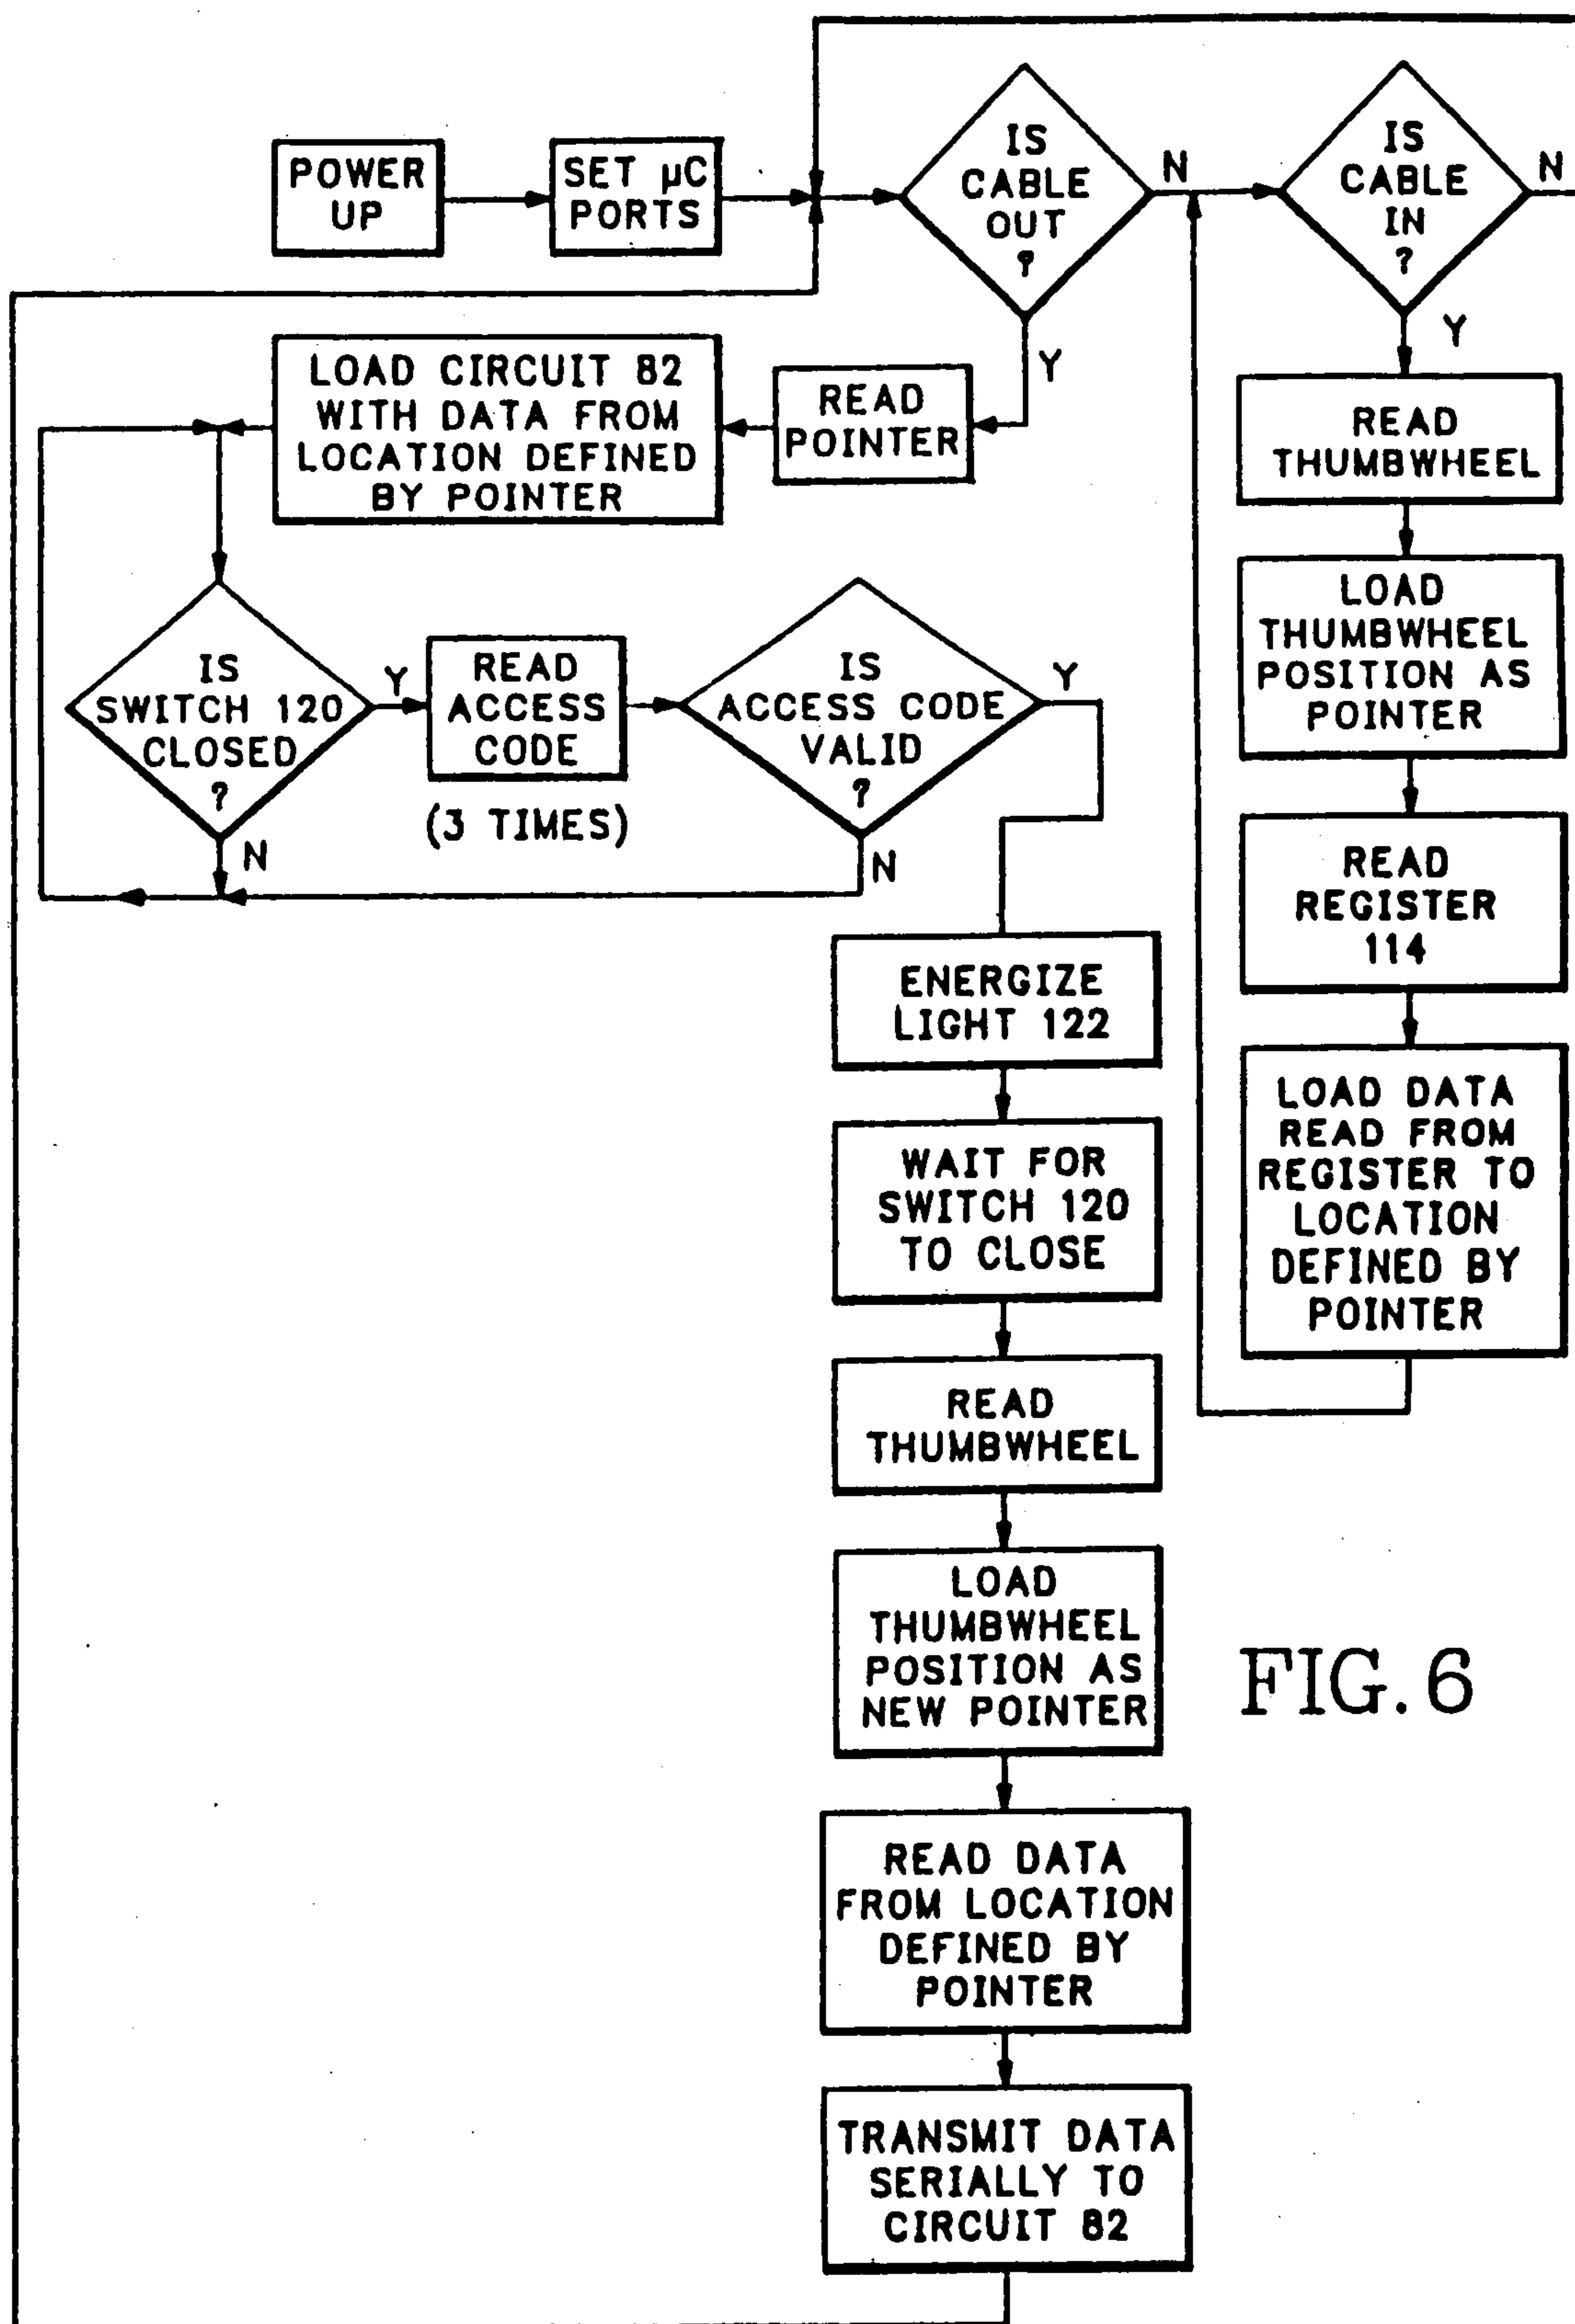 POWER
UP
SET µC
PORTS
IS
CABLE
OUT
?
N
Y
IS
CABLE
IN
?
N
Y
READ
POINTER
LOAD CIRCUIT 82
WITH DATA FROM
LOCATION DEFINED
BY POINTER
IS
SWITCH 120
CLOSED
?
Y
N
READ
ACCESS
CODE
(3 TIMES)
IS
ACCESS CODE
VALID
?
Y
N
ENERGIZE
LIGHT 122
WAIT FOR
SWITCH 120
TO CLOSE
READ
THUMBWHEEL
LOAD
THUMBWHEEL
POSITION AS
NEW POINTER
READ DATA
FROM LOCATION
DEFINED BY
POINTER
TRANSMIT DATA
SERIALLY TO
CIRCUIT 82
READ
THUMBWHEEL
LOAD
THUMBWHEEL
POSITION AS
POINTER
READ
REGISTER
114
LOAD DATA
READ FROM
REGISTER TO
LOCATION
DEFINED BY
POINTER
FIG. 6